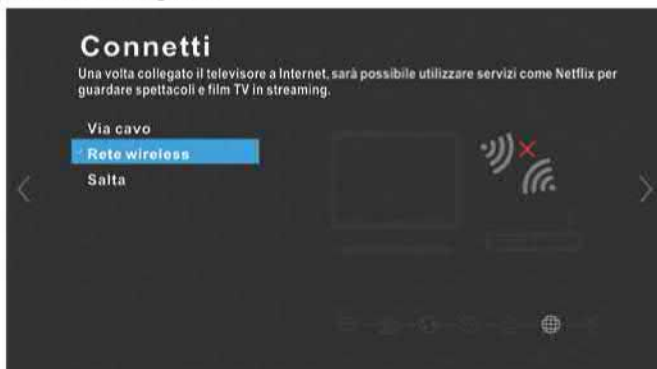 Connetti
Una volta collegato il televisore a Internet, sarà possibile utilizzare servizi come Netflix per
guardare spettacoli e film TV in streaming.
Via cavo
Rete wireless
Salta